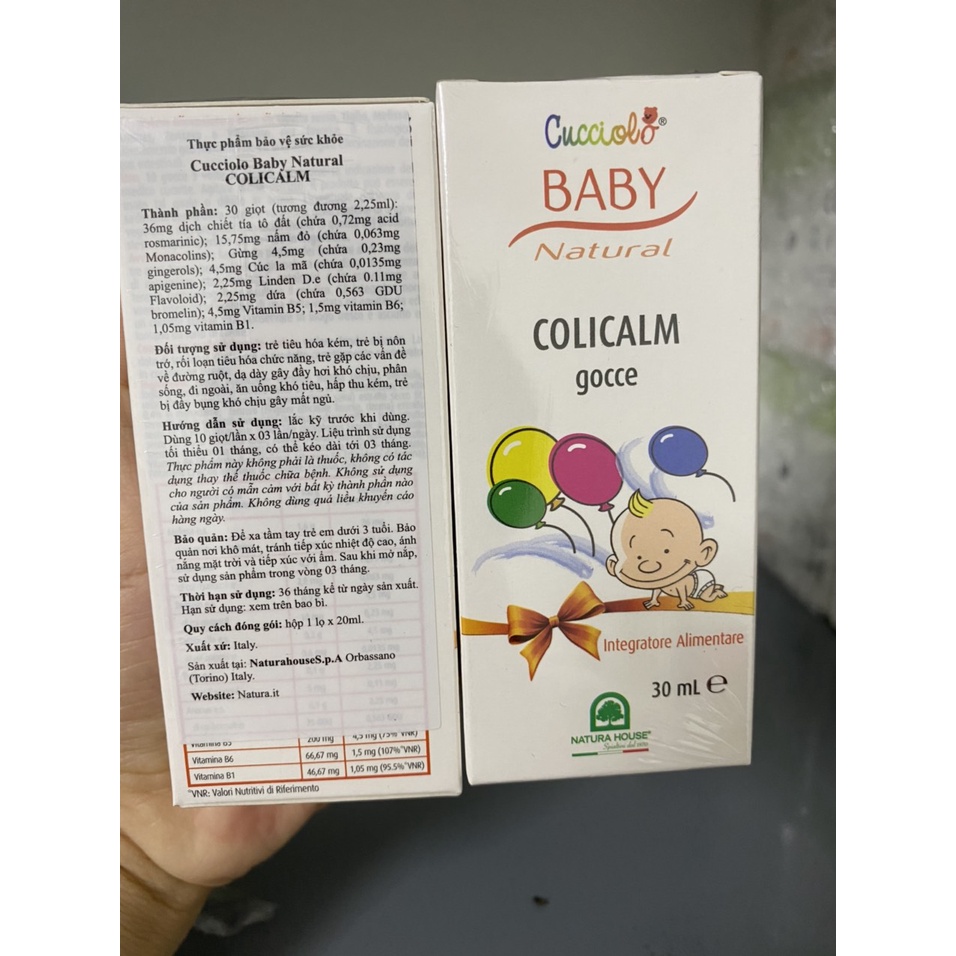 Thực phẩm bảo vệ sức khỏe
Cucciolo Baby Natural
COLICALM
Thành phần: 30 giọt (tương đương 2,25ml):
36mg dịch chiết tía tô đất (chứa 0,72mg acid
rosmarinic); 15,75mg nấm đỏ (chứa 0,063mg
Monacolins); Gừng 4,5mg (chứa 0,23mg
gingerols); 4,5mg Cúc la mã (chứa 0,0135mg
apigenine); 2,25mg Linden D.e (chứa 0.11mg
Flavoloid); 2,25mg dứa (chứa 0,563 GDU
bromelin); 4,5mg Vitamin B5; 1,5mg vitamin B6;
1,05mg vitamin B1.
Đối tượng sử dụng: trẻ tiêu hóa kém, trẻ bị nôn
trớ, rối loạn tiêu hóa chức năng, trẻ gặp các vấn đề
về đường ruột, dạ dày gây đầy hơi khó chịu, phân
sống, đi ngoài, ăn uống khó tiêu, hấp thu kém, trẻ
bị đầy bụng khó chịu gây mất ngủ.
Hướng dẫn sử dụng: lắc kỹ trước khi dùng.
Dùng 10 giọt/lần x 03 lần/ngày. Liệu trình sử dụng
tối thiểu 01 tháng, có thể kéo dài tới 03 tháng.
Thực phẩm này không phải là thuốc, không có tác
dụng thay thế thuốc chữa bệnh. Không sử dụng
cho người có mẫn cảm với bất kỳ thành phần nào
của sản phẩm. Không dùng quá liều khuyến cáo
hàng ngày.
Bảo quản: Để xa tầm tay trẻ em dưới 3 tuổi. Bảo
quản nơi khô mát, tránh tiếp xúc nhiệt độ cao, ánh
nắng mặt trời và tiếp xúc với ẩm. Sau khi mở nắp,
sử dụng sản phẩm trong vòng 03 tháng.
Thời hạn sử dụng: 36 tháng kể từ ngày sản xuất.
Hạn sử dụng: xem trên bao bì.
Quy cách đóng gói: hộp 1 lọ x 20ml.
Xuất xứ: Italy.
Sản xuất tại: NaturahouseS.p.A Orbassano
(Torino) Italy.
Website: Natura.it
Vitamina B5 200 mg 4,5 mg (75% VNR)
Vitamina B6 66,67 mg 1,5 mg (107%*VNR)
Vitamina B1 46,67 mg 1,05 mg (95.5%*VNR)
*VNR: Valori Nutritivi di Riferimento
Cucciolo®
BABY
Natural
COLICALM
gocce
Integratore Alimentare
30 mL ℮
NATURA HOUSE®